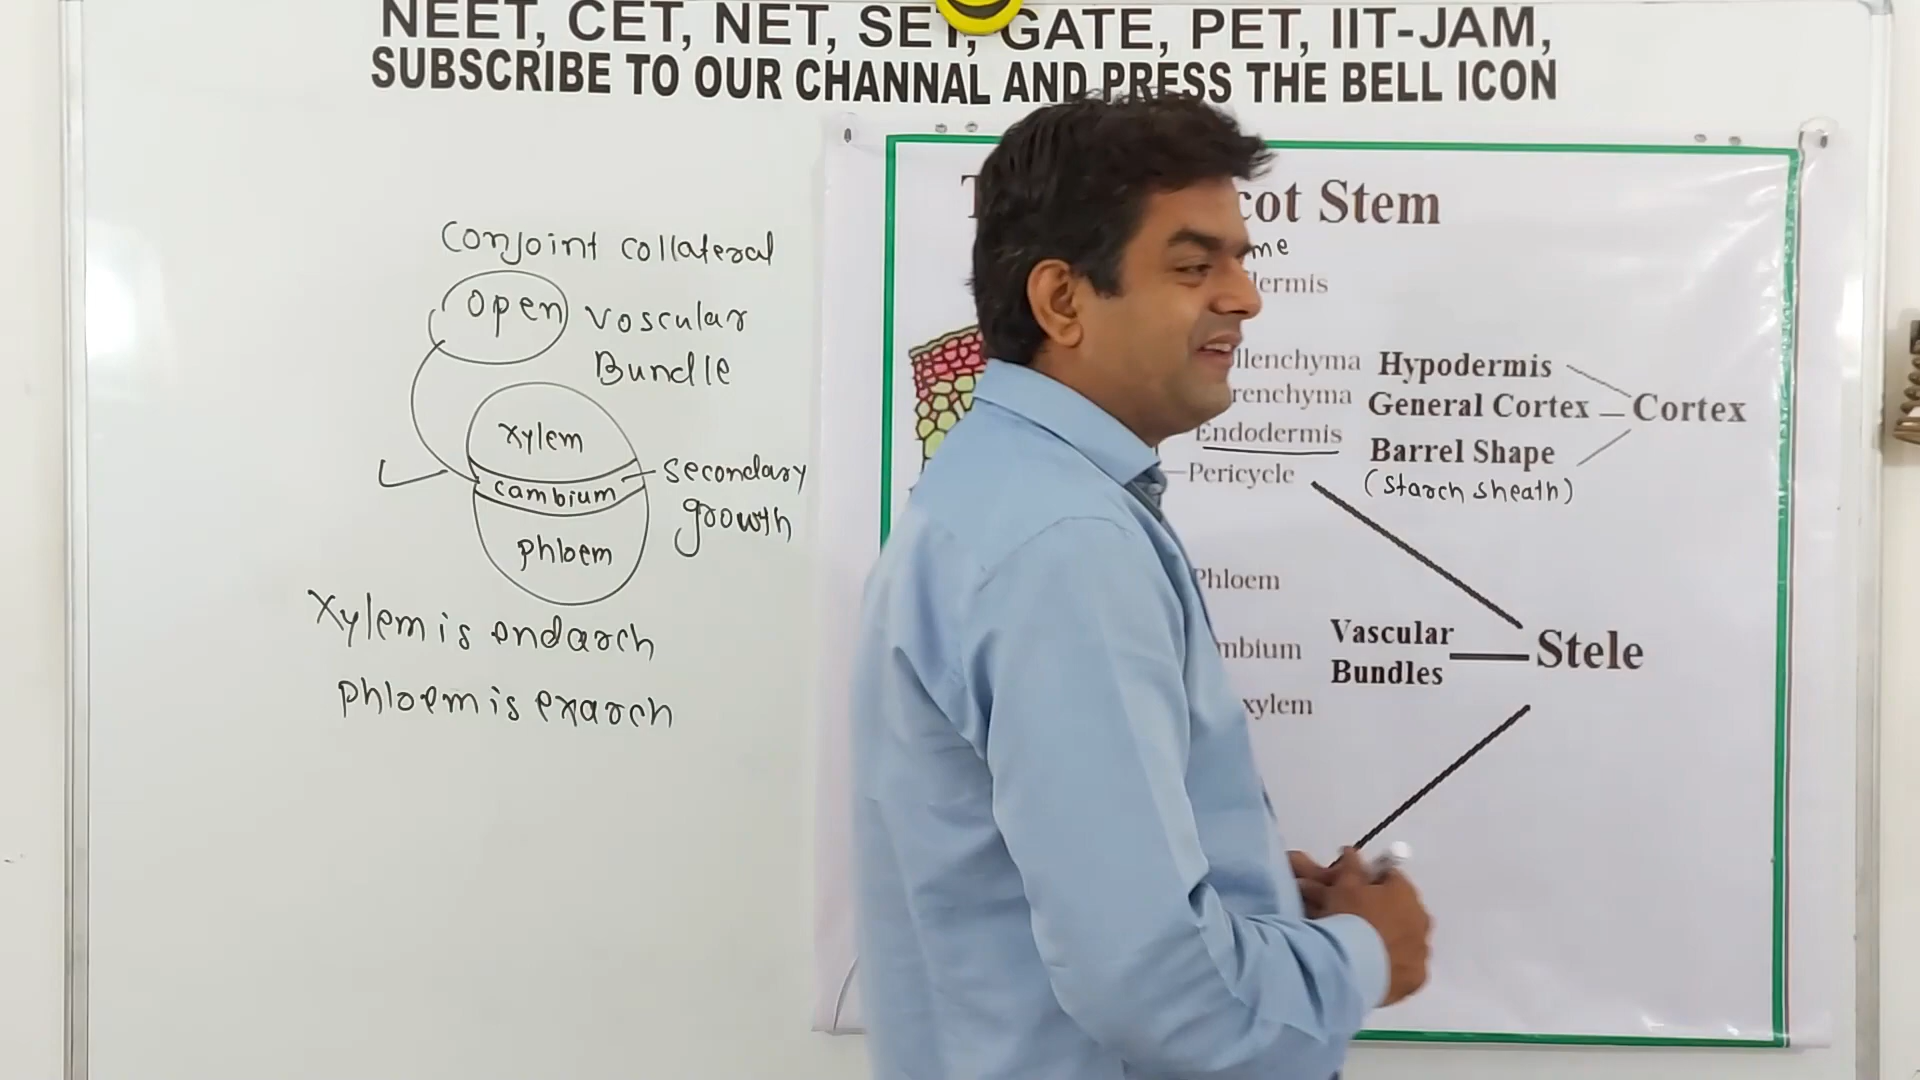 NEET, CET, NET, SET, GATE, PET, IIT-JAM,
SUBSCRIBE TO OUR CHANNAL AND PRESS THE BELL ICON
Conjoint collateral
open voscular
Bundle
xylem
cambium
phloem
secondary
growth
Xylem is endarch
phloem is exarch
T cot Stem
me
dermis
llenchyma Hypodermis
renchyma General Cortex Cortex
Endodermis Barrel Shape
(starch sheath)
Pericycle
Phloem
mbium Vascular
Bundles
Stele
xylem